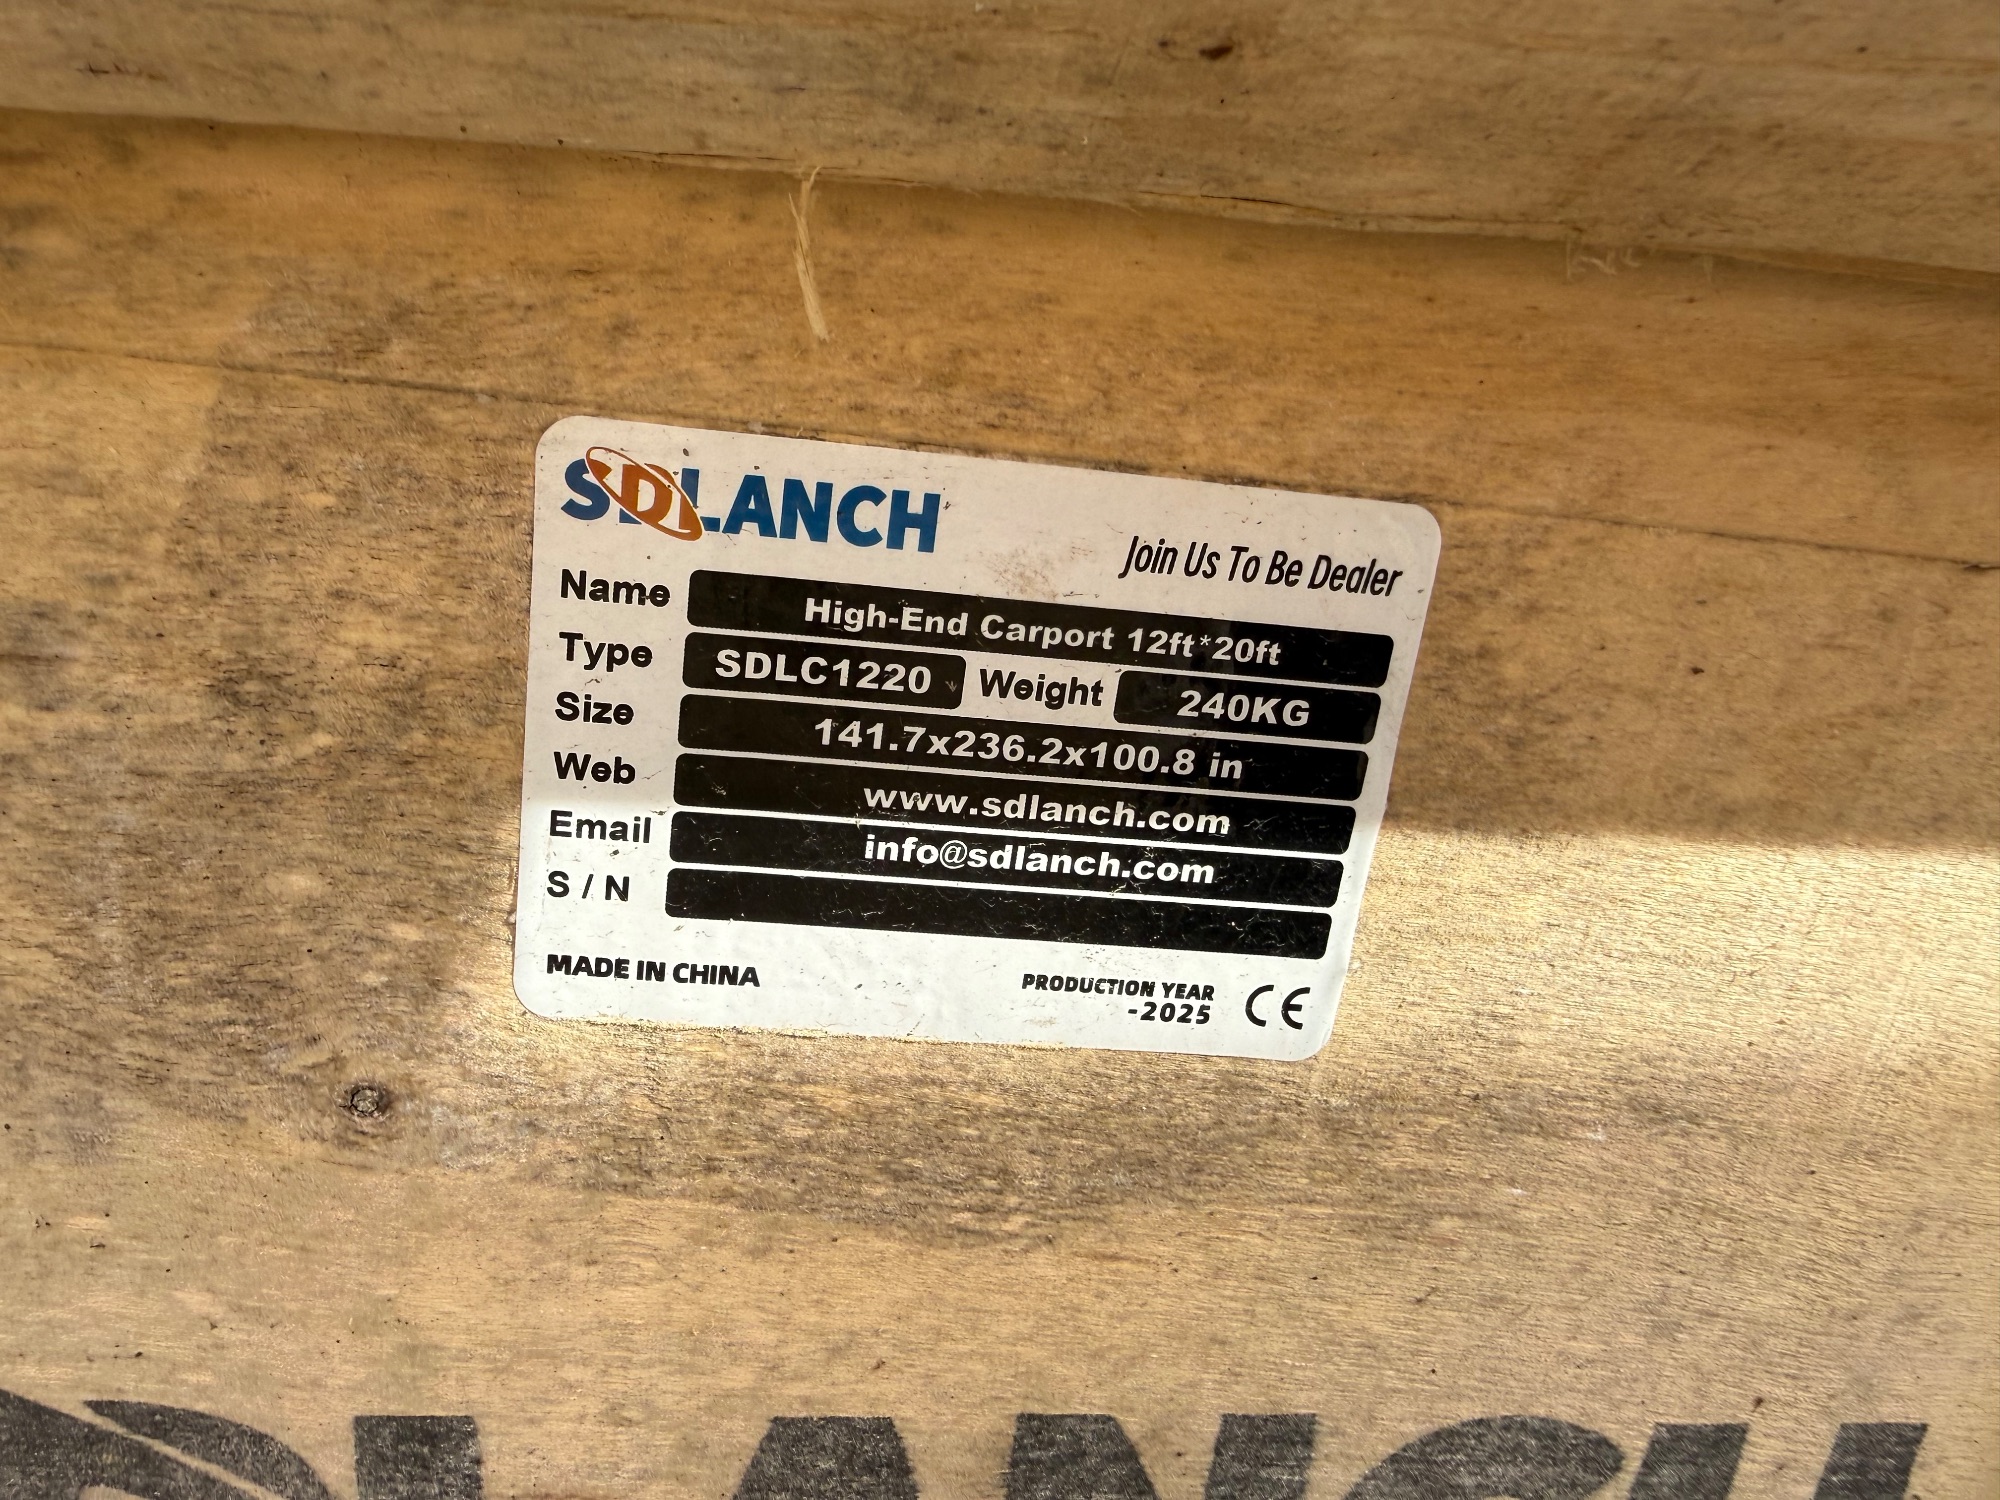 SDLANCH
Join Us To Be Dealer
Name High-End Carport 12ft*20ft
Type SDLC1220 Weight 240KG
Size 141.7x236.2x100.8 in
Web www.sdlanch.com
Email info@sdlanch.com
S / N
MADE IN CHINA
PRODUCTION YEAR
-2025
CE
DLANCH